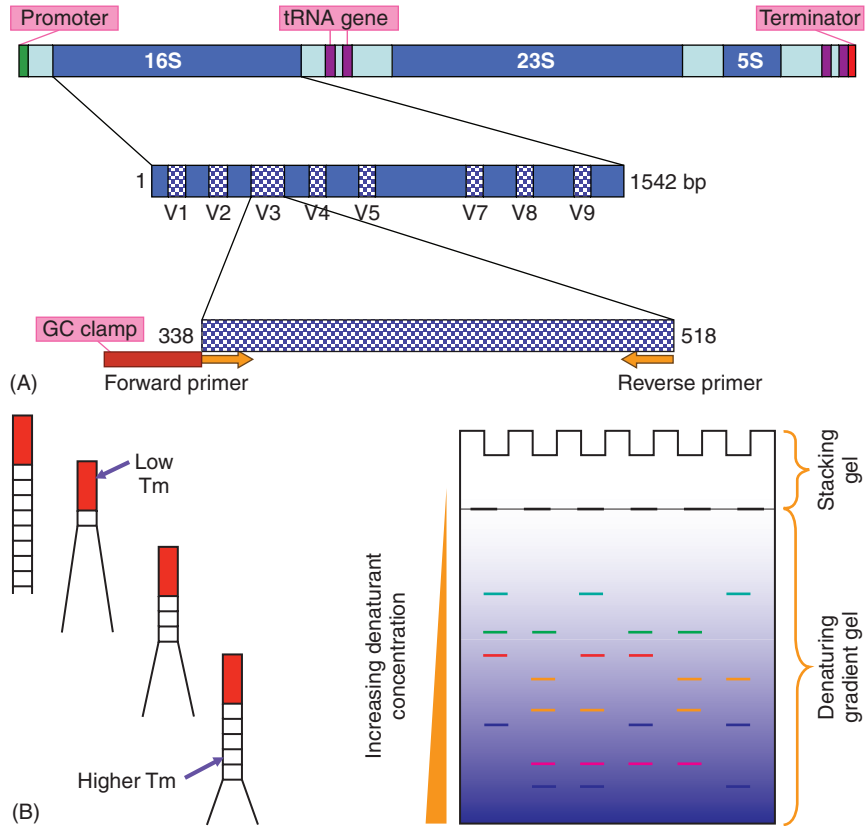 Promoter
tRNA gene
Terminator
16S
23S
5S
1
1542 bp
V1
V2
V3
V4
V5
V7
V8
V9
GC clamp
338
518
Forward primer
Reverse primer
(A)
Low
Tm
Higher Tm
(B)
Increasing denaturant
concentration
Stacking gel
Denaturing
gradient gel